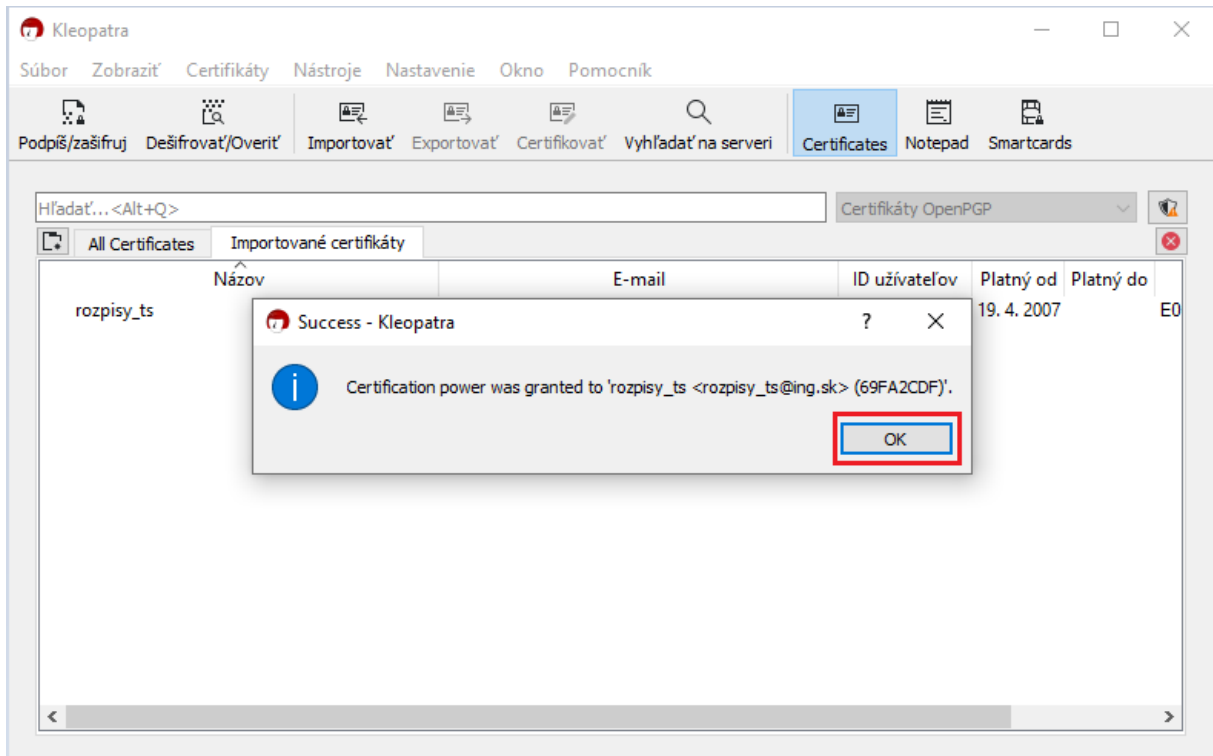 Kleopatra
Súbor Zobraziť Certifikáty Nástroje Nastavenie Okno Pomocník
Podpíš/zašifruj Dešifrovať/Overiť Importovať Exportovať Certifikovať Vyhľadať na serveri Certificates Notepad Smartcards
Hľadať...<Alt+Q> Certifikáty OpenPGP
All Certificates Importované certifikáty
Názov E-mail ID užívateľov Platný od Platný do
rozpisy_ts 19. 4. 2007 E0
Success - Kleopatra ?
Certification power was granted to 'rozpisy_ts <rozpisy_ts@ing.sk> (69FA2CDF)'.
OK